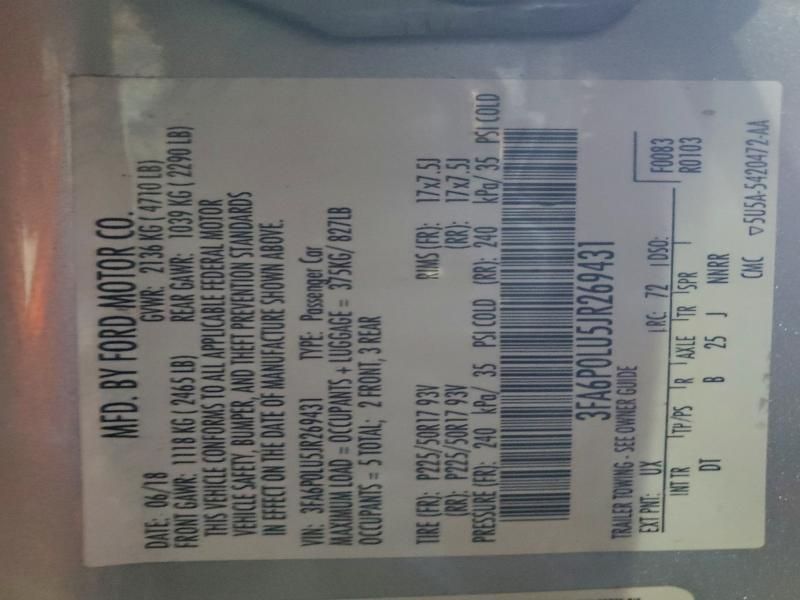 MFD. BY FORD MOTOR CO.
DATE: 06/18 GVWR: 2136 KG (4710 LB)
FRONT GAWR: 1118 KG (2465 LB) REAR GAWR: 1039 KG (2290 LB)
THIS VEHICLE CONFORMS TO ALL APPLICABLE FEDERAL MOTOR
VEHICLE SAFETY, BUMPER, AND THEFT PREVENTION STANDARDS
IN EFFECT ON THE DATE OF MANUFACTURE SHOWN ABOVE.
VIN: 3FA6P0LU5JR269431 TYPE: Passenger Car
MAXIMUM LOAD = OCCUPANTS + LUGGAGE = 375KG/ 827LB
OCCUPANTS = 5 TOTAL; 2 FRONT, 3 REAR
TIRE (FR): P225/50R17 93V RIMS (FR): 17x7.5J
(RR): P225/50R17 93V (RR): 17x7.5J
PRESSURE (FR): 240 kPa/ 35 PSI COLD (RR): 240 kPa/ 35 PSI COLD
3FA6P0LU5JR269431
TRAILER TOWING - SEE OWNER GUIDE
EXT PNT: UX RC: 72 DSO: F0083
INT TR TP/PS R AXLE TR SPR R0103
DT B 25 J NNRR
CMC ▽5U5A-5420472-AA